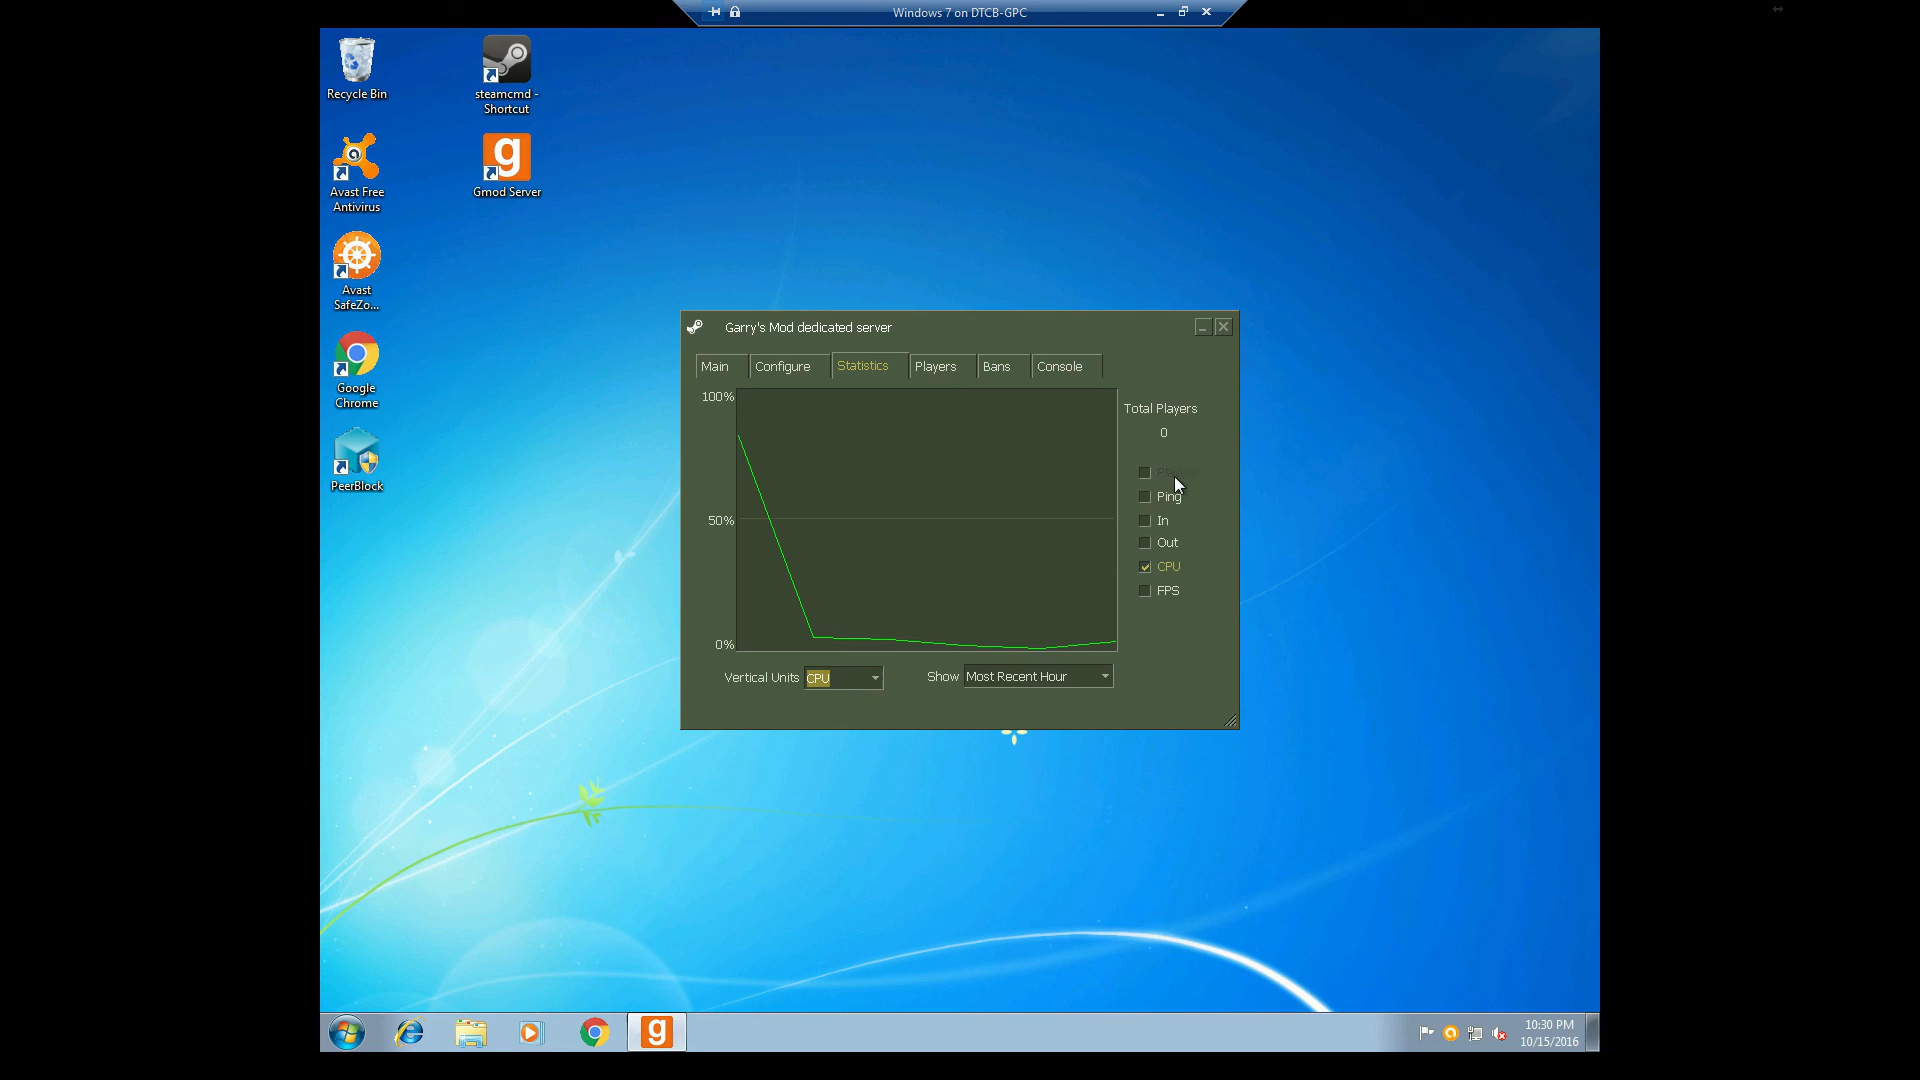 Windows 7 on DTCB-GPC
Recycle Bin
steamcmd -
Shortcut
Avast Free
Antivirus
g
Gmod Server
Avast
SafeZo...
Google
Chrome
PeerBlock
Garry's Mod dedicated server
Main
Configure
Statistics
Players
Bans
Console
100%
50%
0%
Total Players
0
Ping
In
Out
CPU
FPS
Vertical Units
CPU
Show
Most Recent Hour
g
10:30 PM
10/15/2016